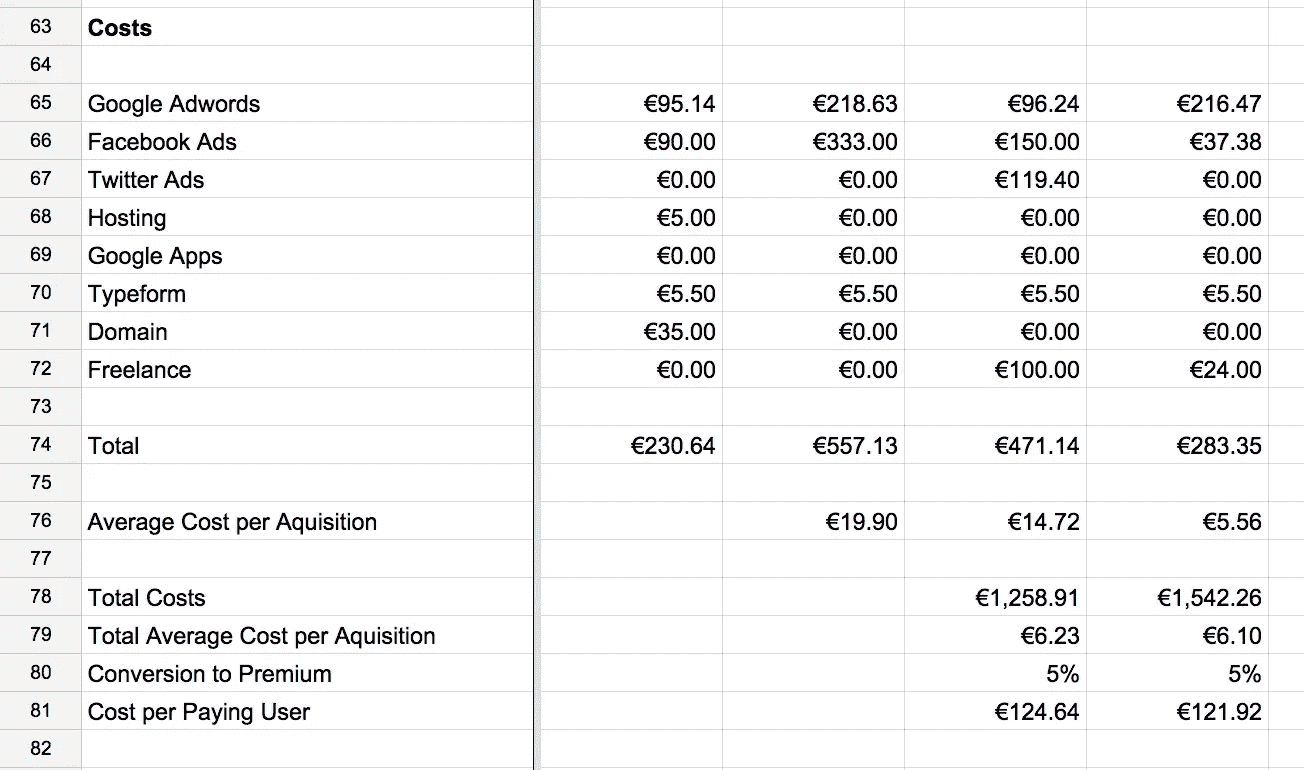 63 Costs
64
65 Google Adwords €95.14 €218.63 €96.24 €216.47
66 Facebook Ads €90.00 €333.00 €150.00 €37.38
67 Twitter Ads €0.00 €0.00 €119.40 €0.00
68 Hosting €5.00 €0.00 €0.00 €0.00
69 Google Apps €0.00 €0.00 €0.00 €0.00
70 Typeform €5.50 €5.50 €5.50 €5.50
71 Domain €35.00 €0.00 €0.00 €0.00
72 Freelance €0.00 €0.00 €100.00 €24.00
73
74 Total €230.64 €557.13 €471.14 €283.35
75
76 Average Cost per Aquisition €19.90 €14.72 €5.56
77
78 Total Costs €1,258.91 €1,542.26
79 Total Average Cost per Aquisition €6.23 €6.10
80 Conversion to Premium 5% 5%
81 Cost per Paying User €124.64 €121.92
82